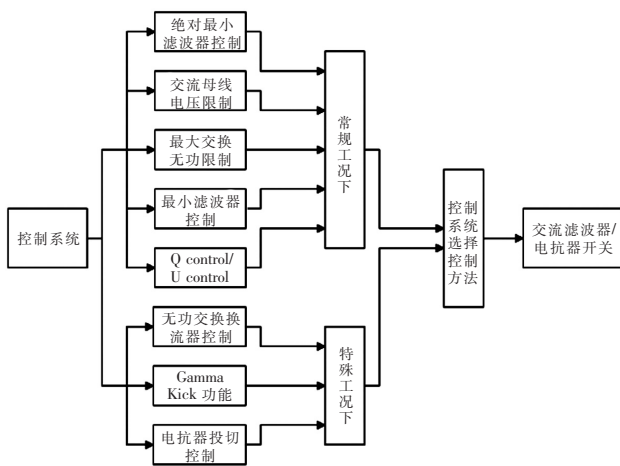 绝对最小
滤波器控制
交流母线
电压限制
最大交换
无功限制
最小滤波器
控制
Q control/
U control
无功交换换
流器控制
Gamma
Kick 功能
电抗器投切
控制
控制系统
常规工况下
特殊工况下
控制
系统
选择
控制
方法
交流滤波器/
电抗器开关